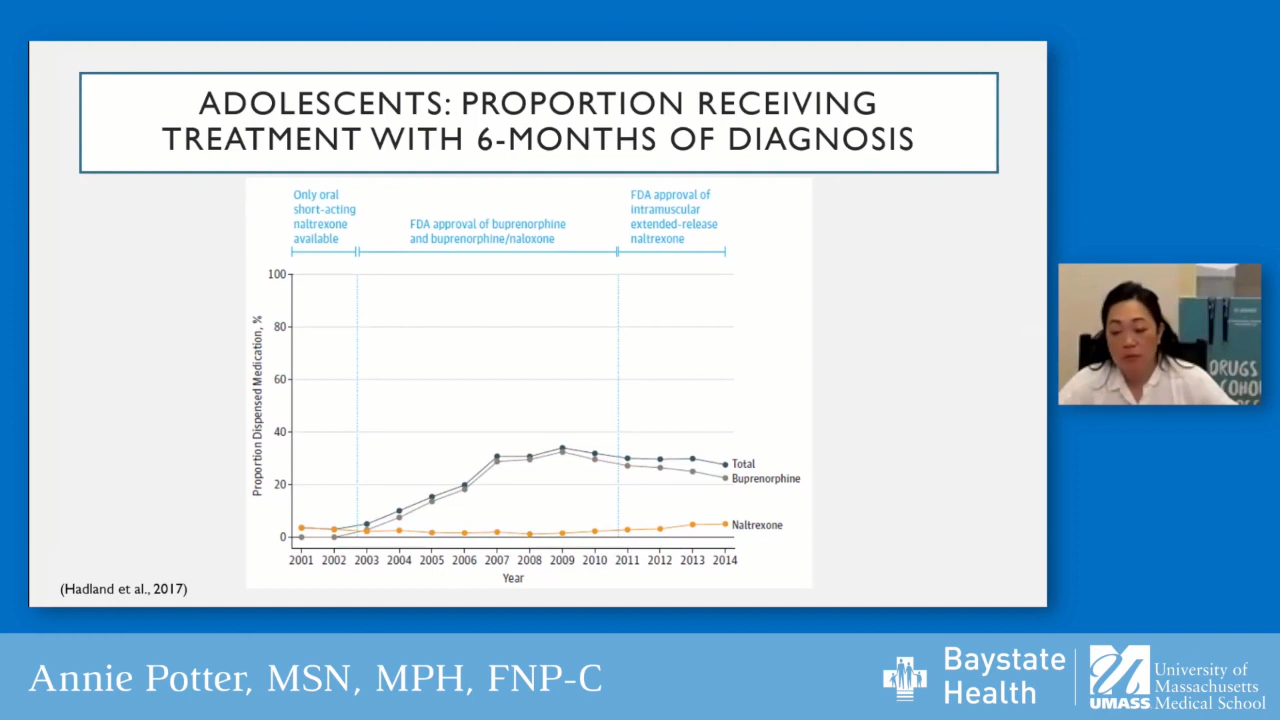 ADOLESCENTS: PROPORTION RECEIVING
TREATMENT WITH 6-MONTHS OF DIAGNOSIS
Only oral
short-acting
naltrexone
available
FDA approval of buprenorphine
and buprenorphine/naloxone
FDA approval of
intramuscular
extended-release
naltrexone
Proportion Dispensed Medication, %
100
80
60
40
20
0
Total
Buprenorphine
Naltrexone
2001 2002 2003 2004 2005 2006 2007 2008 2009 2010 2011 2012 2013 2014
Year
(Hadland et al., 2017)
DRUGS
Annie Potter, MSN, MPH, FNP-C
Baystate
Health
UMASS
University of
Massachusetts
Medical School